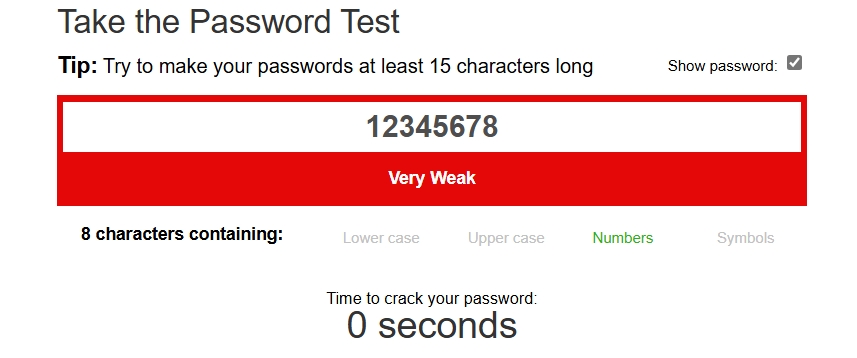 Take the Password Test
Tip: Try to make your passwords at least 15 characters long Show password:
12345678
Very Weak
8 characters containing: Lower case Upper case Numbers Symbols
Time to crack your password:
0 seconds